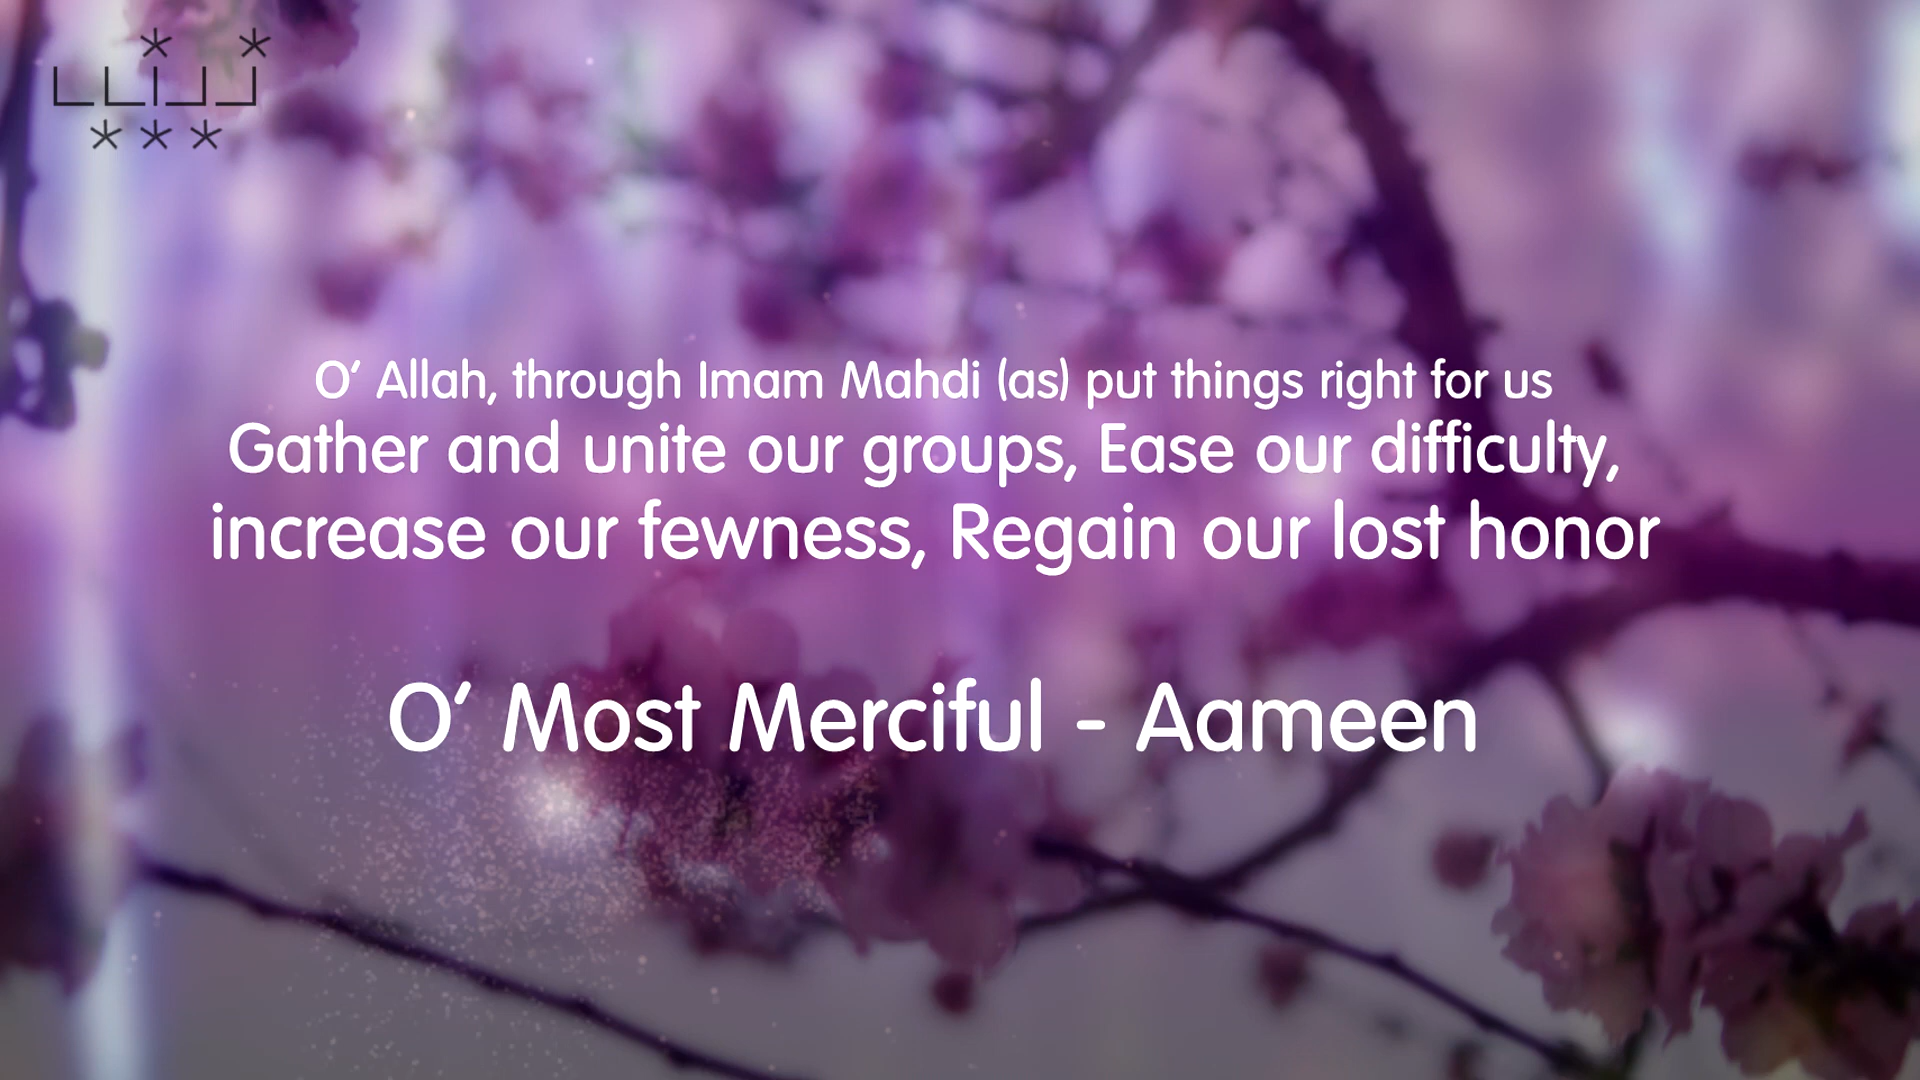 O‘ Allah, through Imam Mahdi (as) put things right for us
Gather and unite our groups, Ease our difficulty,
increase our fewness, Regain our lost honor
O‘ Most Merciful - Aameen